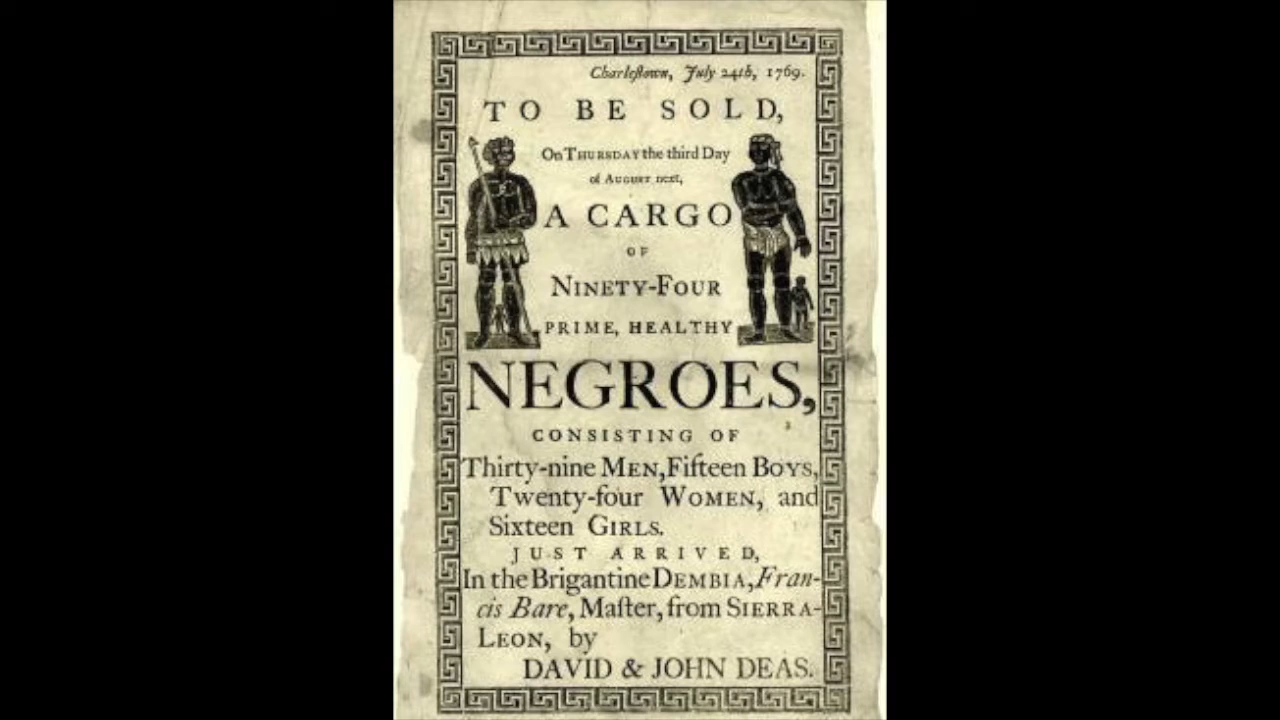 Charleſtown, July 24th, 1769.
TO BE SOLD,
On THURSDAY the third Day
of AUGUST next,
A CARGO
OF
NINETY-FOUR
PRIME, HEALTHY
NEGROES,
CONSISTING OF
Thirty-nine MEN, Fifteen BOYS,
Twenty-four WOMEN, and
Sixteen GIRLS.
JUST ARRIVED,
In the Brigantine DEMBIA, Fran-
cis Bare, Maſter, from SIERRA-
LEON, by
DAVID & JOHN DEAS.